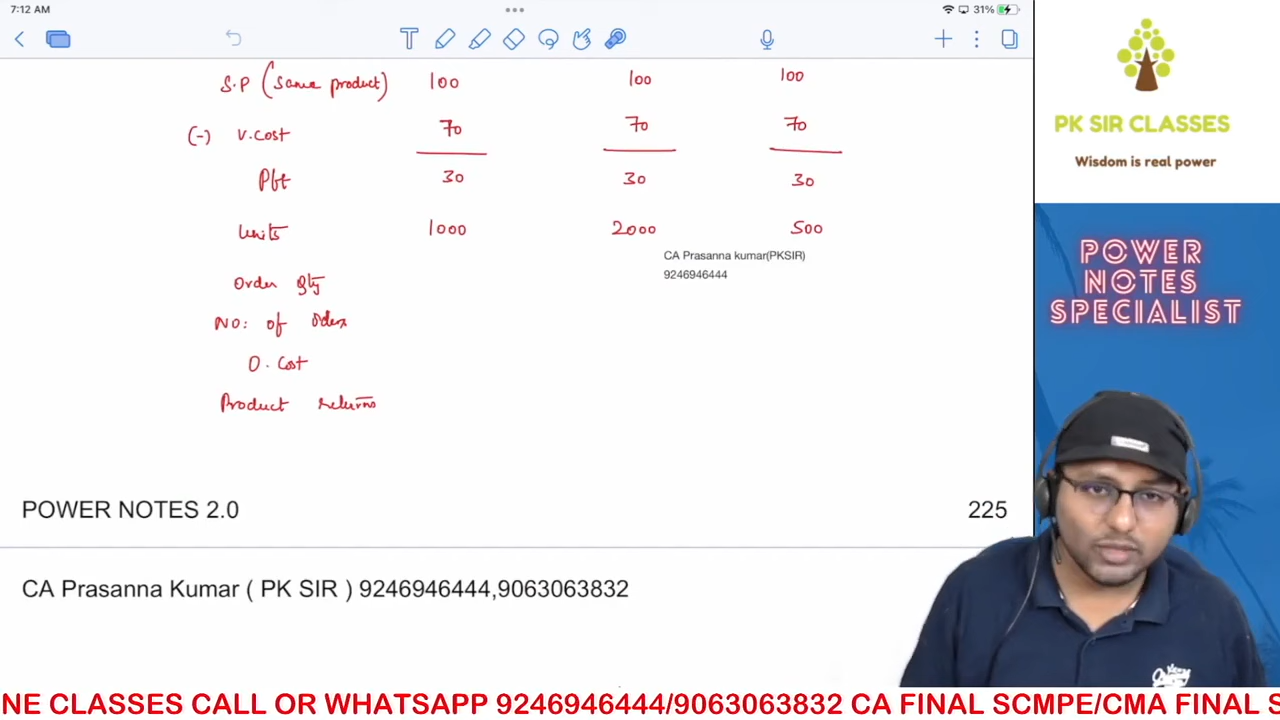 7:12 AM
31%
T
S.P (Same product) 100 100 100
(-) V.Cost 70 70 70
Pft 30 30 30
Units 1000 2000 500
CA Prasanna kumar(PKSIR)
9246946444
Order Qty
NO: of orders
O. Cost
Product returns
POWER NOTES 2.0 225
CA Prasanna Kumar ( PK SIR ) 9246946444,9063063832
PK SIR CLASSES
Wisdom is real power
POWER
NOTES
SPECIALIST
NE CLASSES CALL OR WHATSAPP 9246946444/9063063832 CA FINAL SCMPE/CMA FINAL S